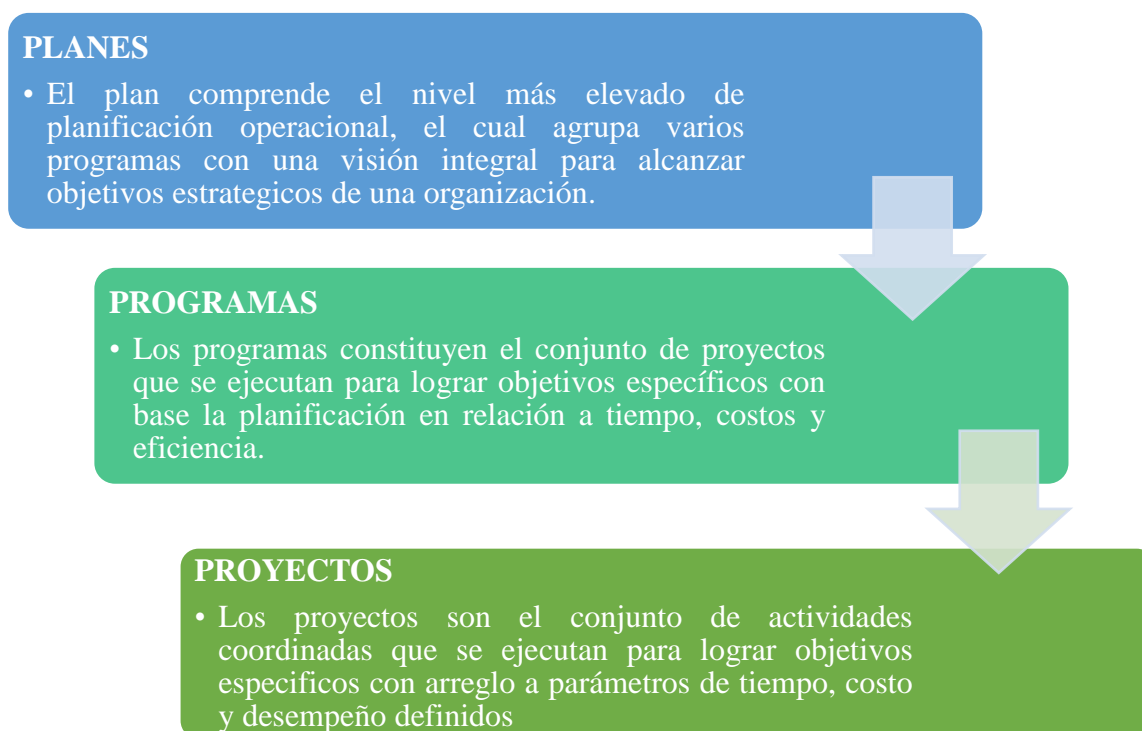 PLANES
• El plan comprende el nivel más elevado de
planificación operacional, el cual agrupa varios
programas con una visión integral para alcanzar
objetivos estrategicos de una organización.
PROGRAMAS
• Los programas constituyen el conjunto de proyectos
que se ejecutan para lograr objetivos específicos con
base la planificación en relación a tiempo, costos y
eficiencia.
PROYECTOS
• Los proyectos son el conjunto de actividades
coordinadas que se ejecutan para lograr objetivos
especificos con arreglo a parámetros de tiempo, costo
y desempeño definidos